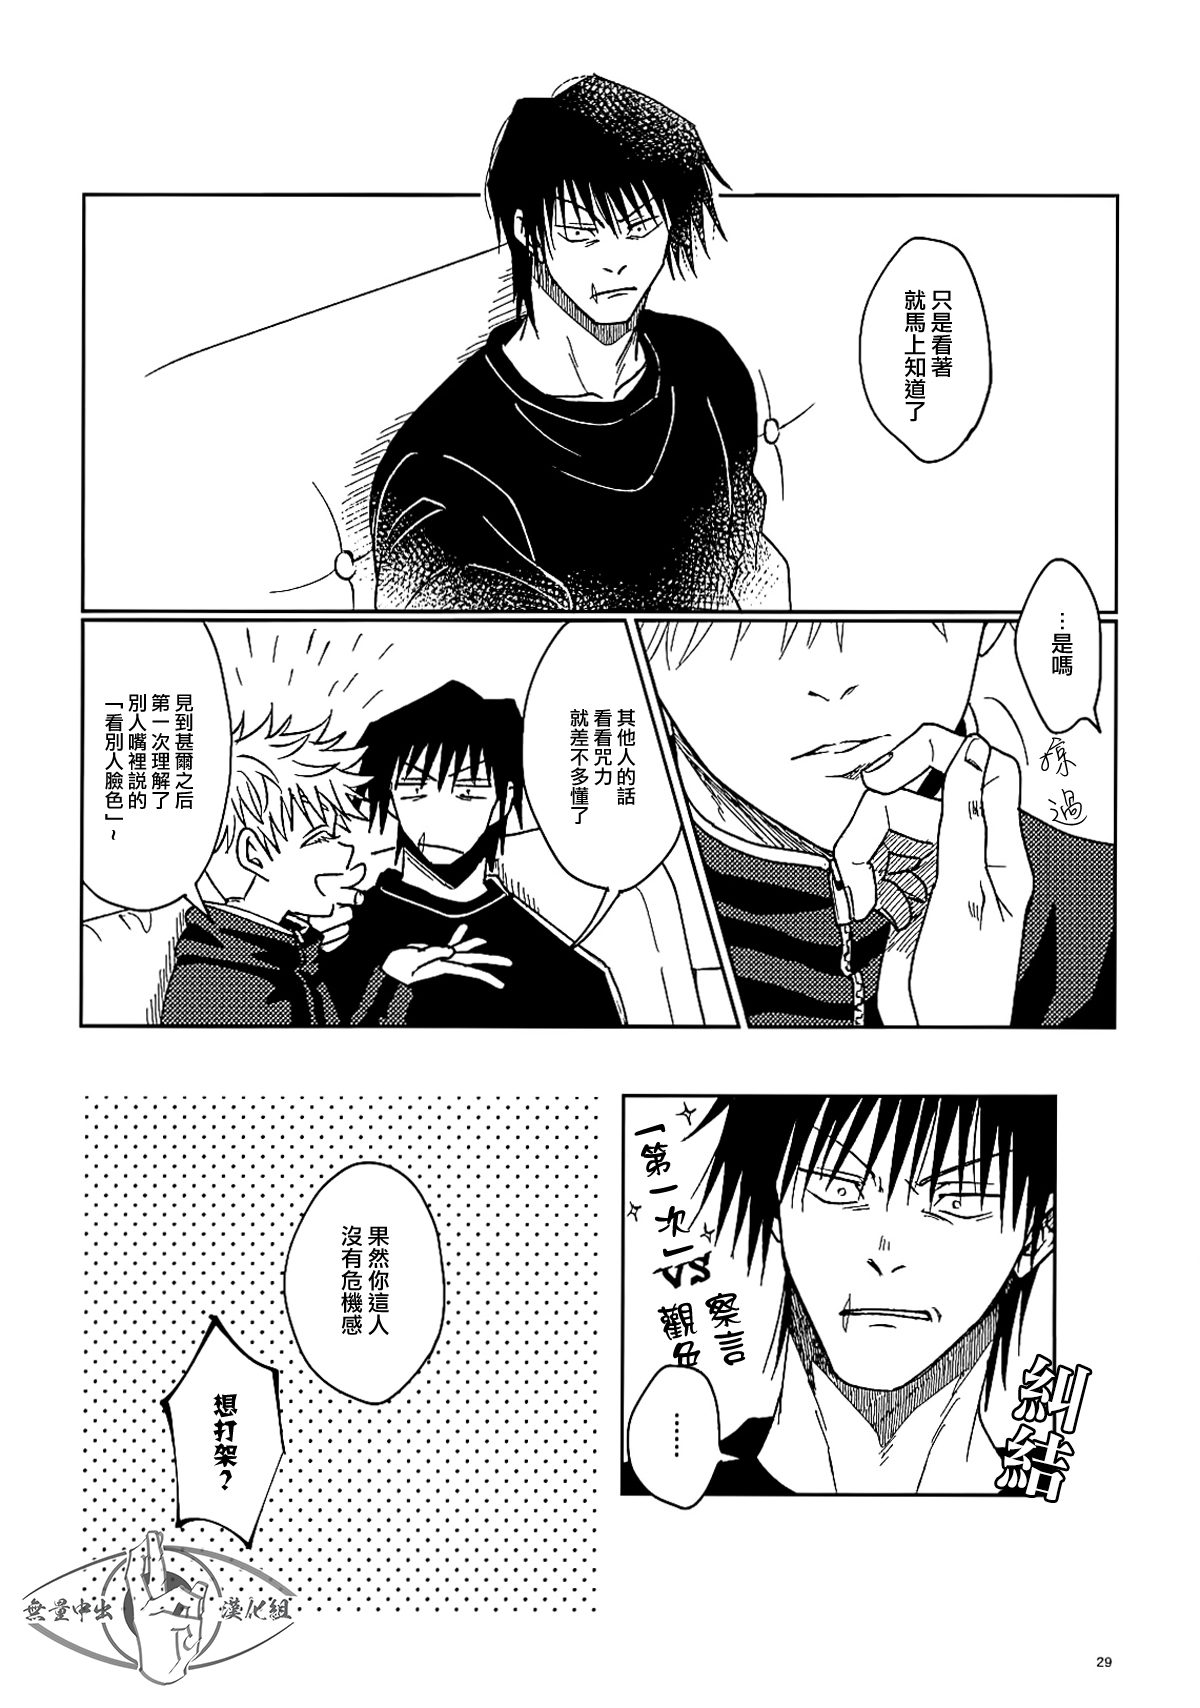 只是看著
就馬上知道了
…是嗎
掠過
其他人的話
看看咒力
就差不多懂了
見到甚爾之后
第一次理解了
別人嘴裡説的
「看別人臉色」~
「第一次」
VS
察言
觀色
……
糾結
果然你這人
沒有危機感
想打架?
無量中出 漢化組
29